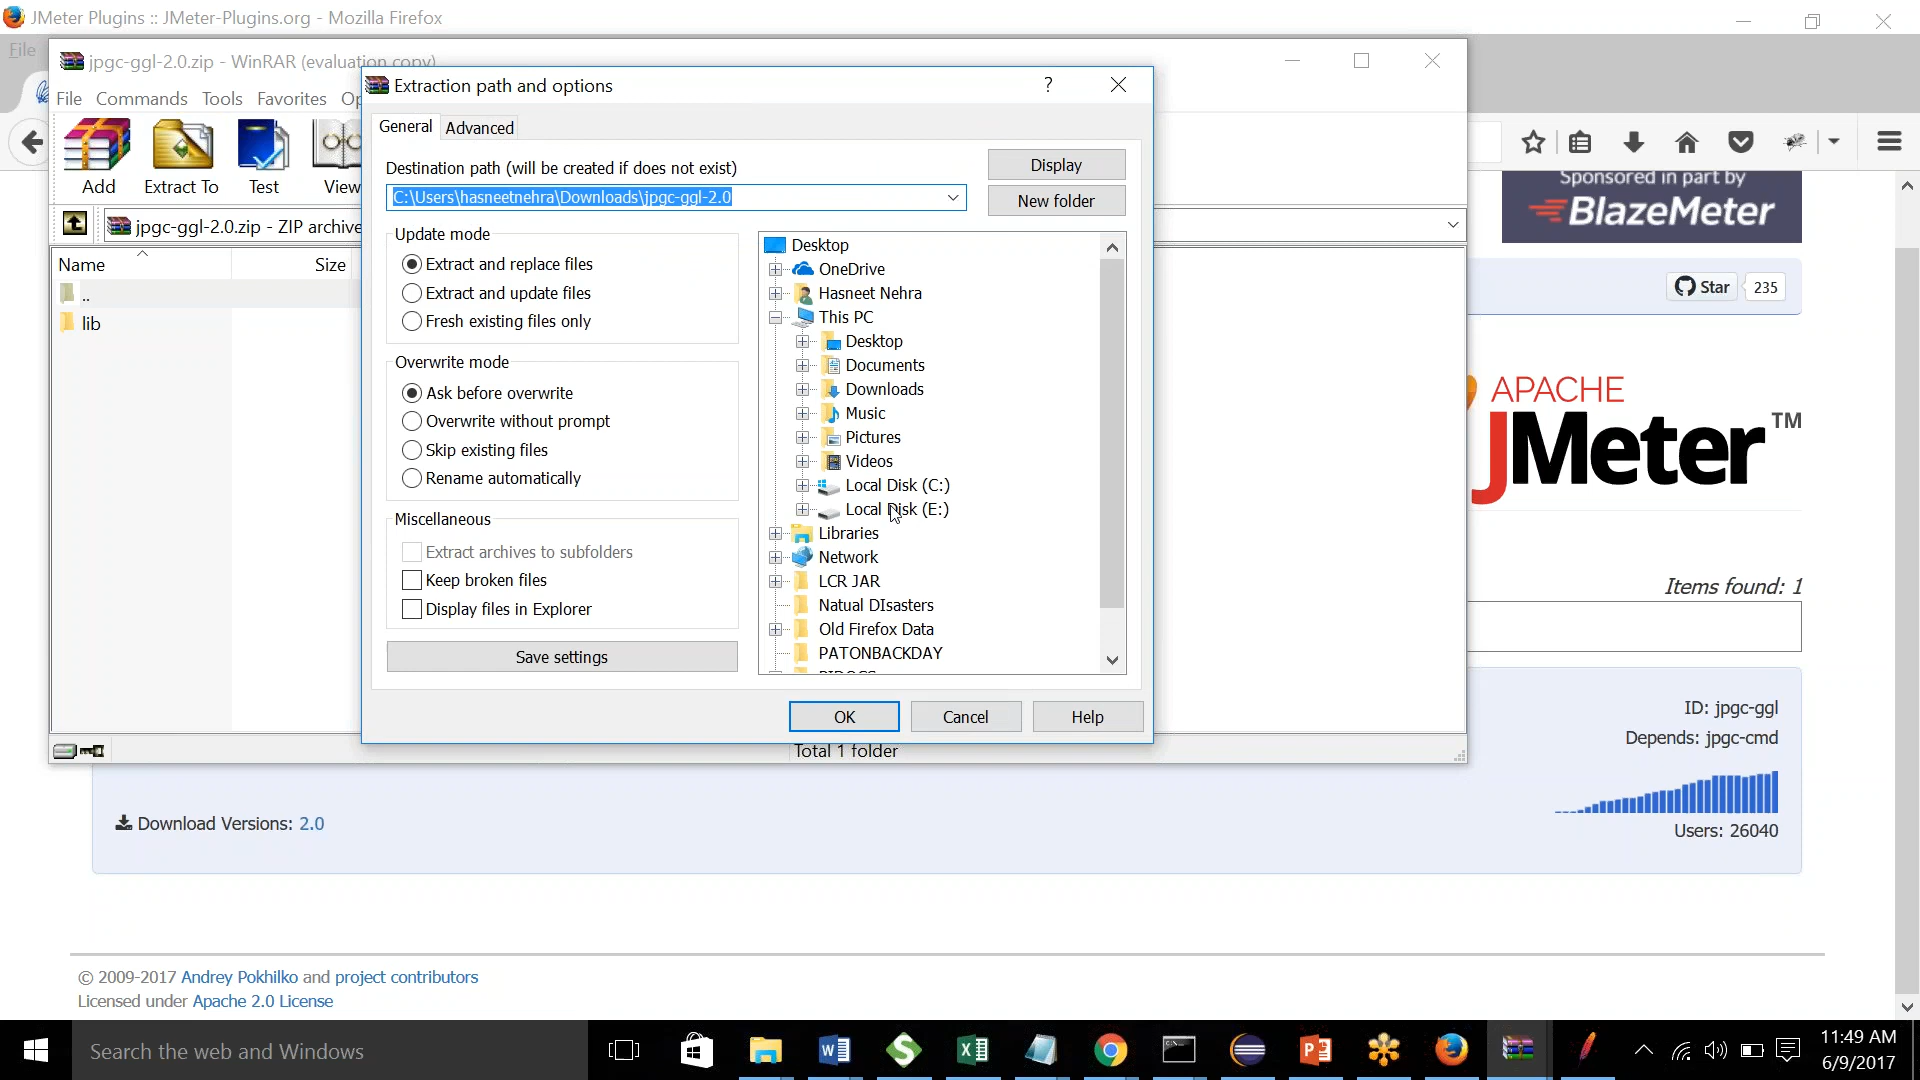 JMeter Plugins :: JMeter-Plugins.org - Mozilla Firefox
File
jpgc-ggl-2.0.zip - WinRAR (evaluation copy)
File Commands Tools Favorites Op
Add
Extract To
Test
View
jpgc-ggl-2.0.zip - ZIP archive
Name
Size
..
lib
Total 1 folder
Extraction path and options
?
General
Advanced
Destination path (will be created if does not exist)
C:\Users\hasneetnehra\Downloads\jpgc-ggl-2.0
Display
New folder
Update mode
Extract and replace files
Extract and update files
Fresh existing files only
Overwrite mode
Ask before overwrite
Overwrite without prompt
Skip existing files
Rename automatically
Miscellaneous
Extract archives to subfolders
Keep broken files
Display files in Explorer
Save settings
Desktop
OneDrive
Hasneet Nehra
This PC
Desktop
Documents
Downloads
Music
Pictures
Videos
Local Disk (C:)
Local Disk (E:)
Libraries
Network
LCR JAR
Natual DIsasters
Old Firefox Data
PATONBACKDAY
OK
Cancel
Help
Sponsored in part by
BlazeMeter
Star
235
APACHE
JMeter TM
Items found: 1
ID: jpgc-ggl
Depends: jpgc-cmd
Users: 26040
Download Versions: 2.0
© 2009-2017 Andrey Pokhilko and project contributors
Licensed under Apache 2.0 License
Search the web and Windows
11:49 AM
6/9/2017